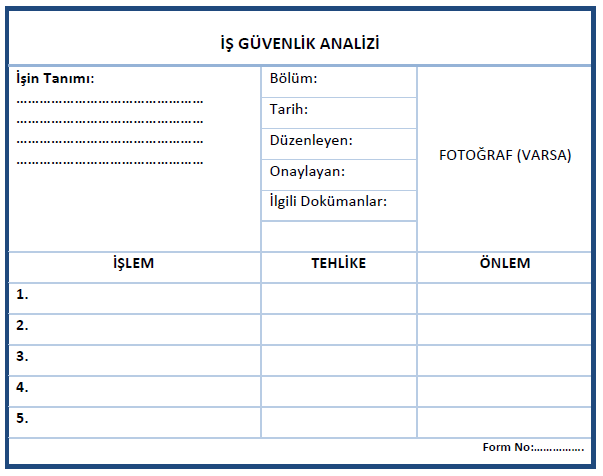 İŞ GÜVENLİK ANALİZİ
İşin Tanımı:
…………………………………………
…………………………………………
…………………………………………
…………………………………………
Bölüm:
Tarih:
Düzenleyen:
Onaylayan:
İlgili Dokümanlar:
FOTOĞRAF (VARSA)
İŞLEM TEHLİKE ÖNLEM
1.
2.
3.
4.
5.
Form No:…………….